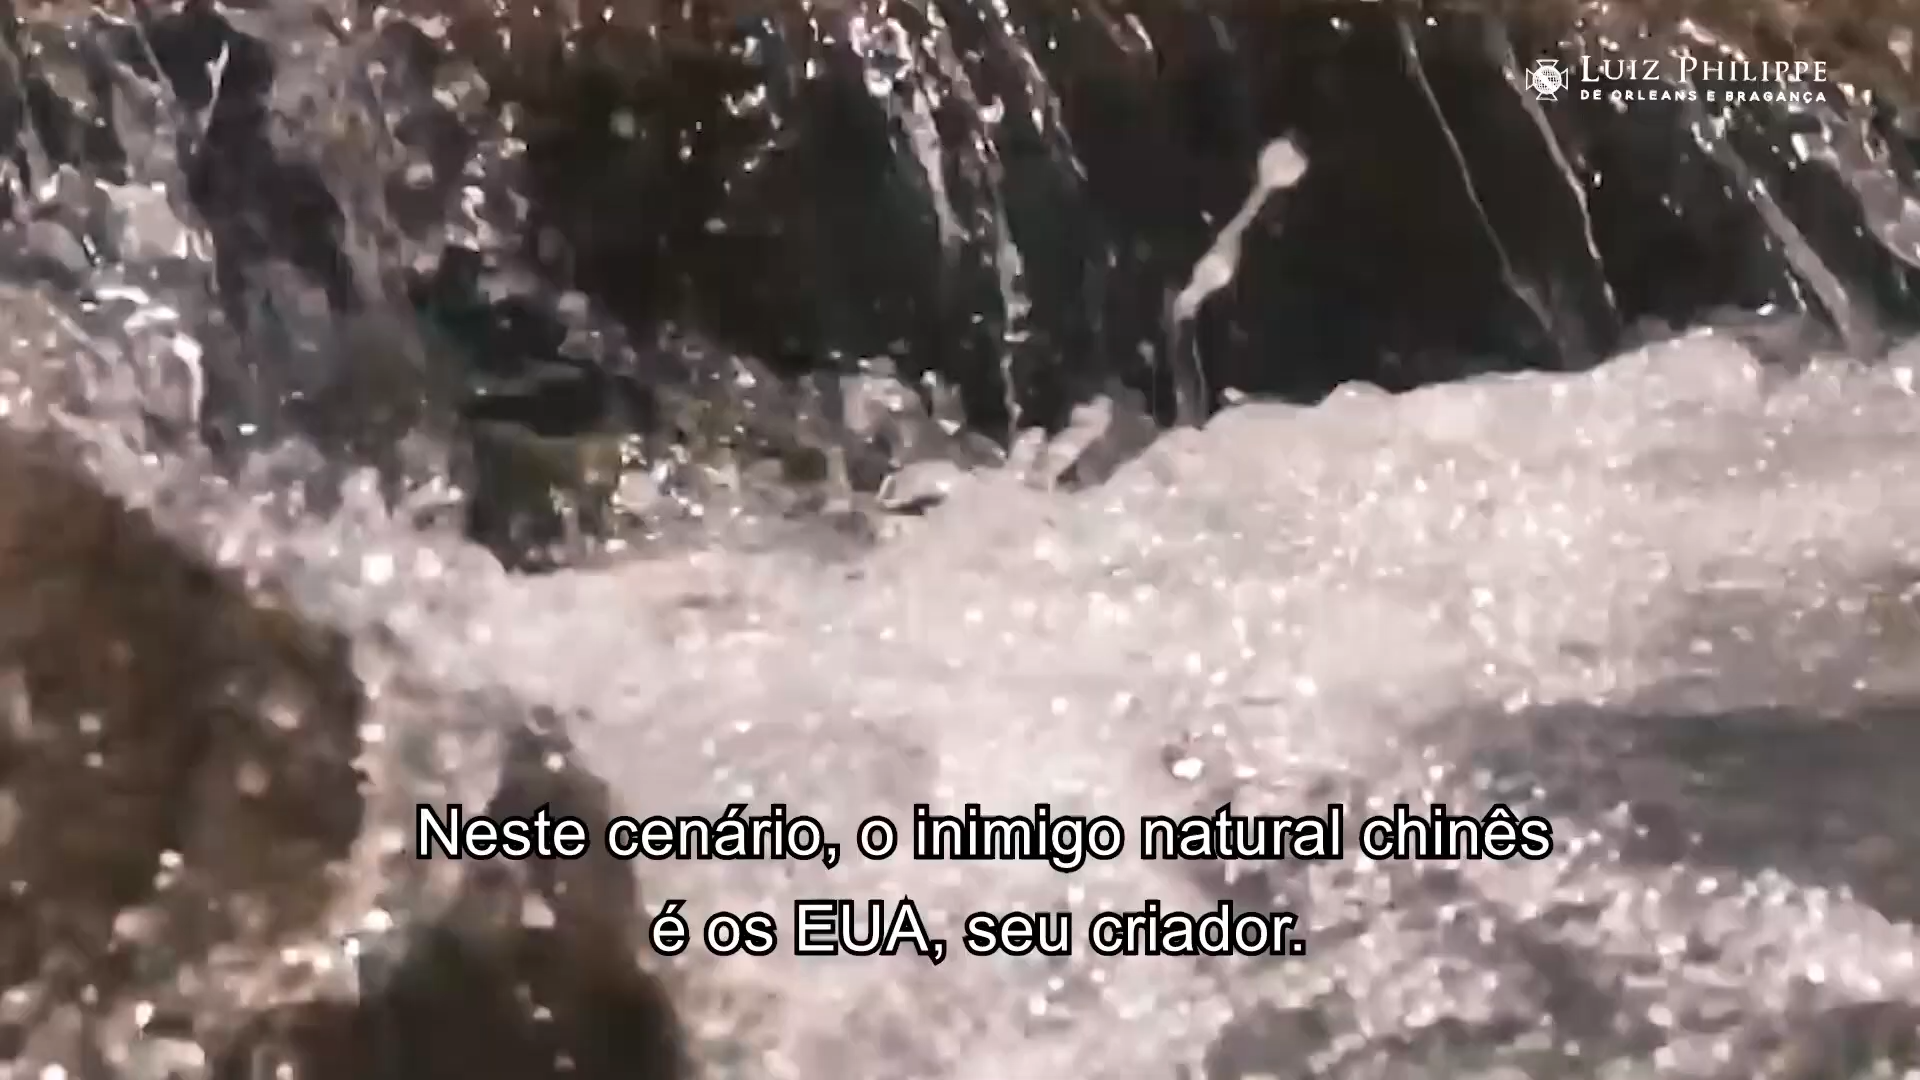 LUIZ PHILIPPE
DE ORLEANS E BRAGANÇA
Neste cenário, o inimigo natural chinês
é os EUA, seu criador.